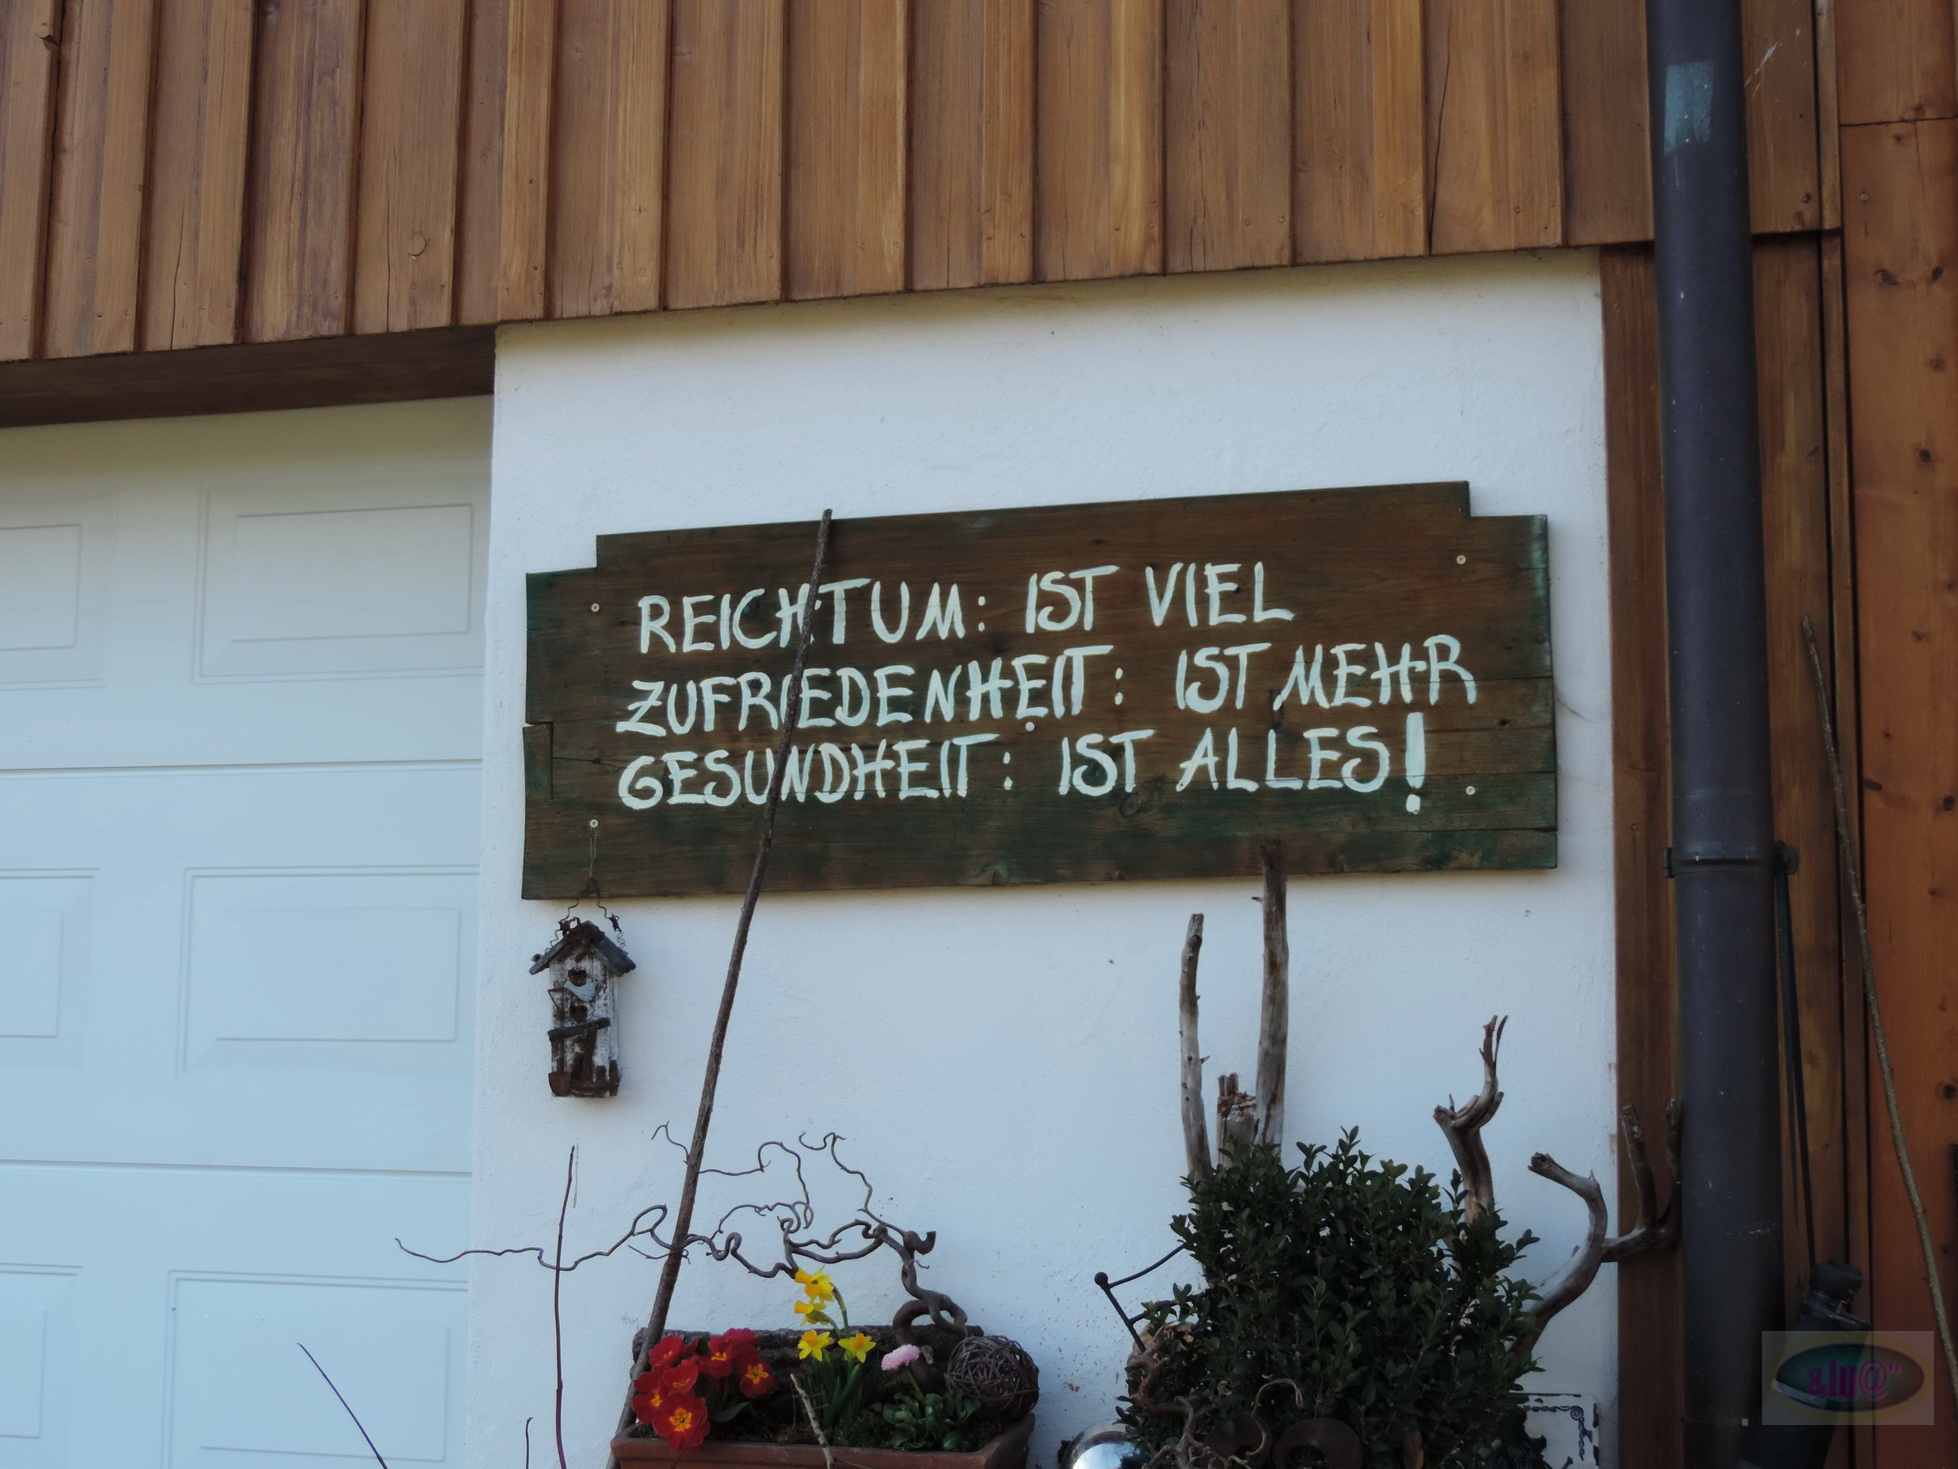 REICHTUM: IST VIEL
ZUFRIEDENHEIT: IST MEHR
GESUNDHEIT: IST ALLES!